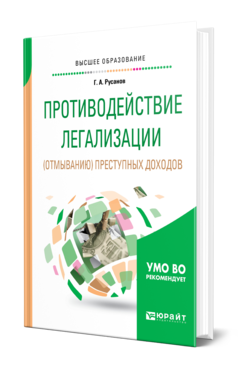 ВЫСШЕЕ ОБРАЗОВАНИЕ
Г. А. Русанов
ПРОТИВОДЕЙСТВИЕ
ЛЕГАЛИЗАЦИИ
(ОТМЫВАНИЮ) ПРЕСТУПНЫХ ДОХОДОВ
УМО ВО
РЕКОМЕНДУЕТ
юрайт